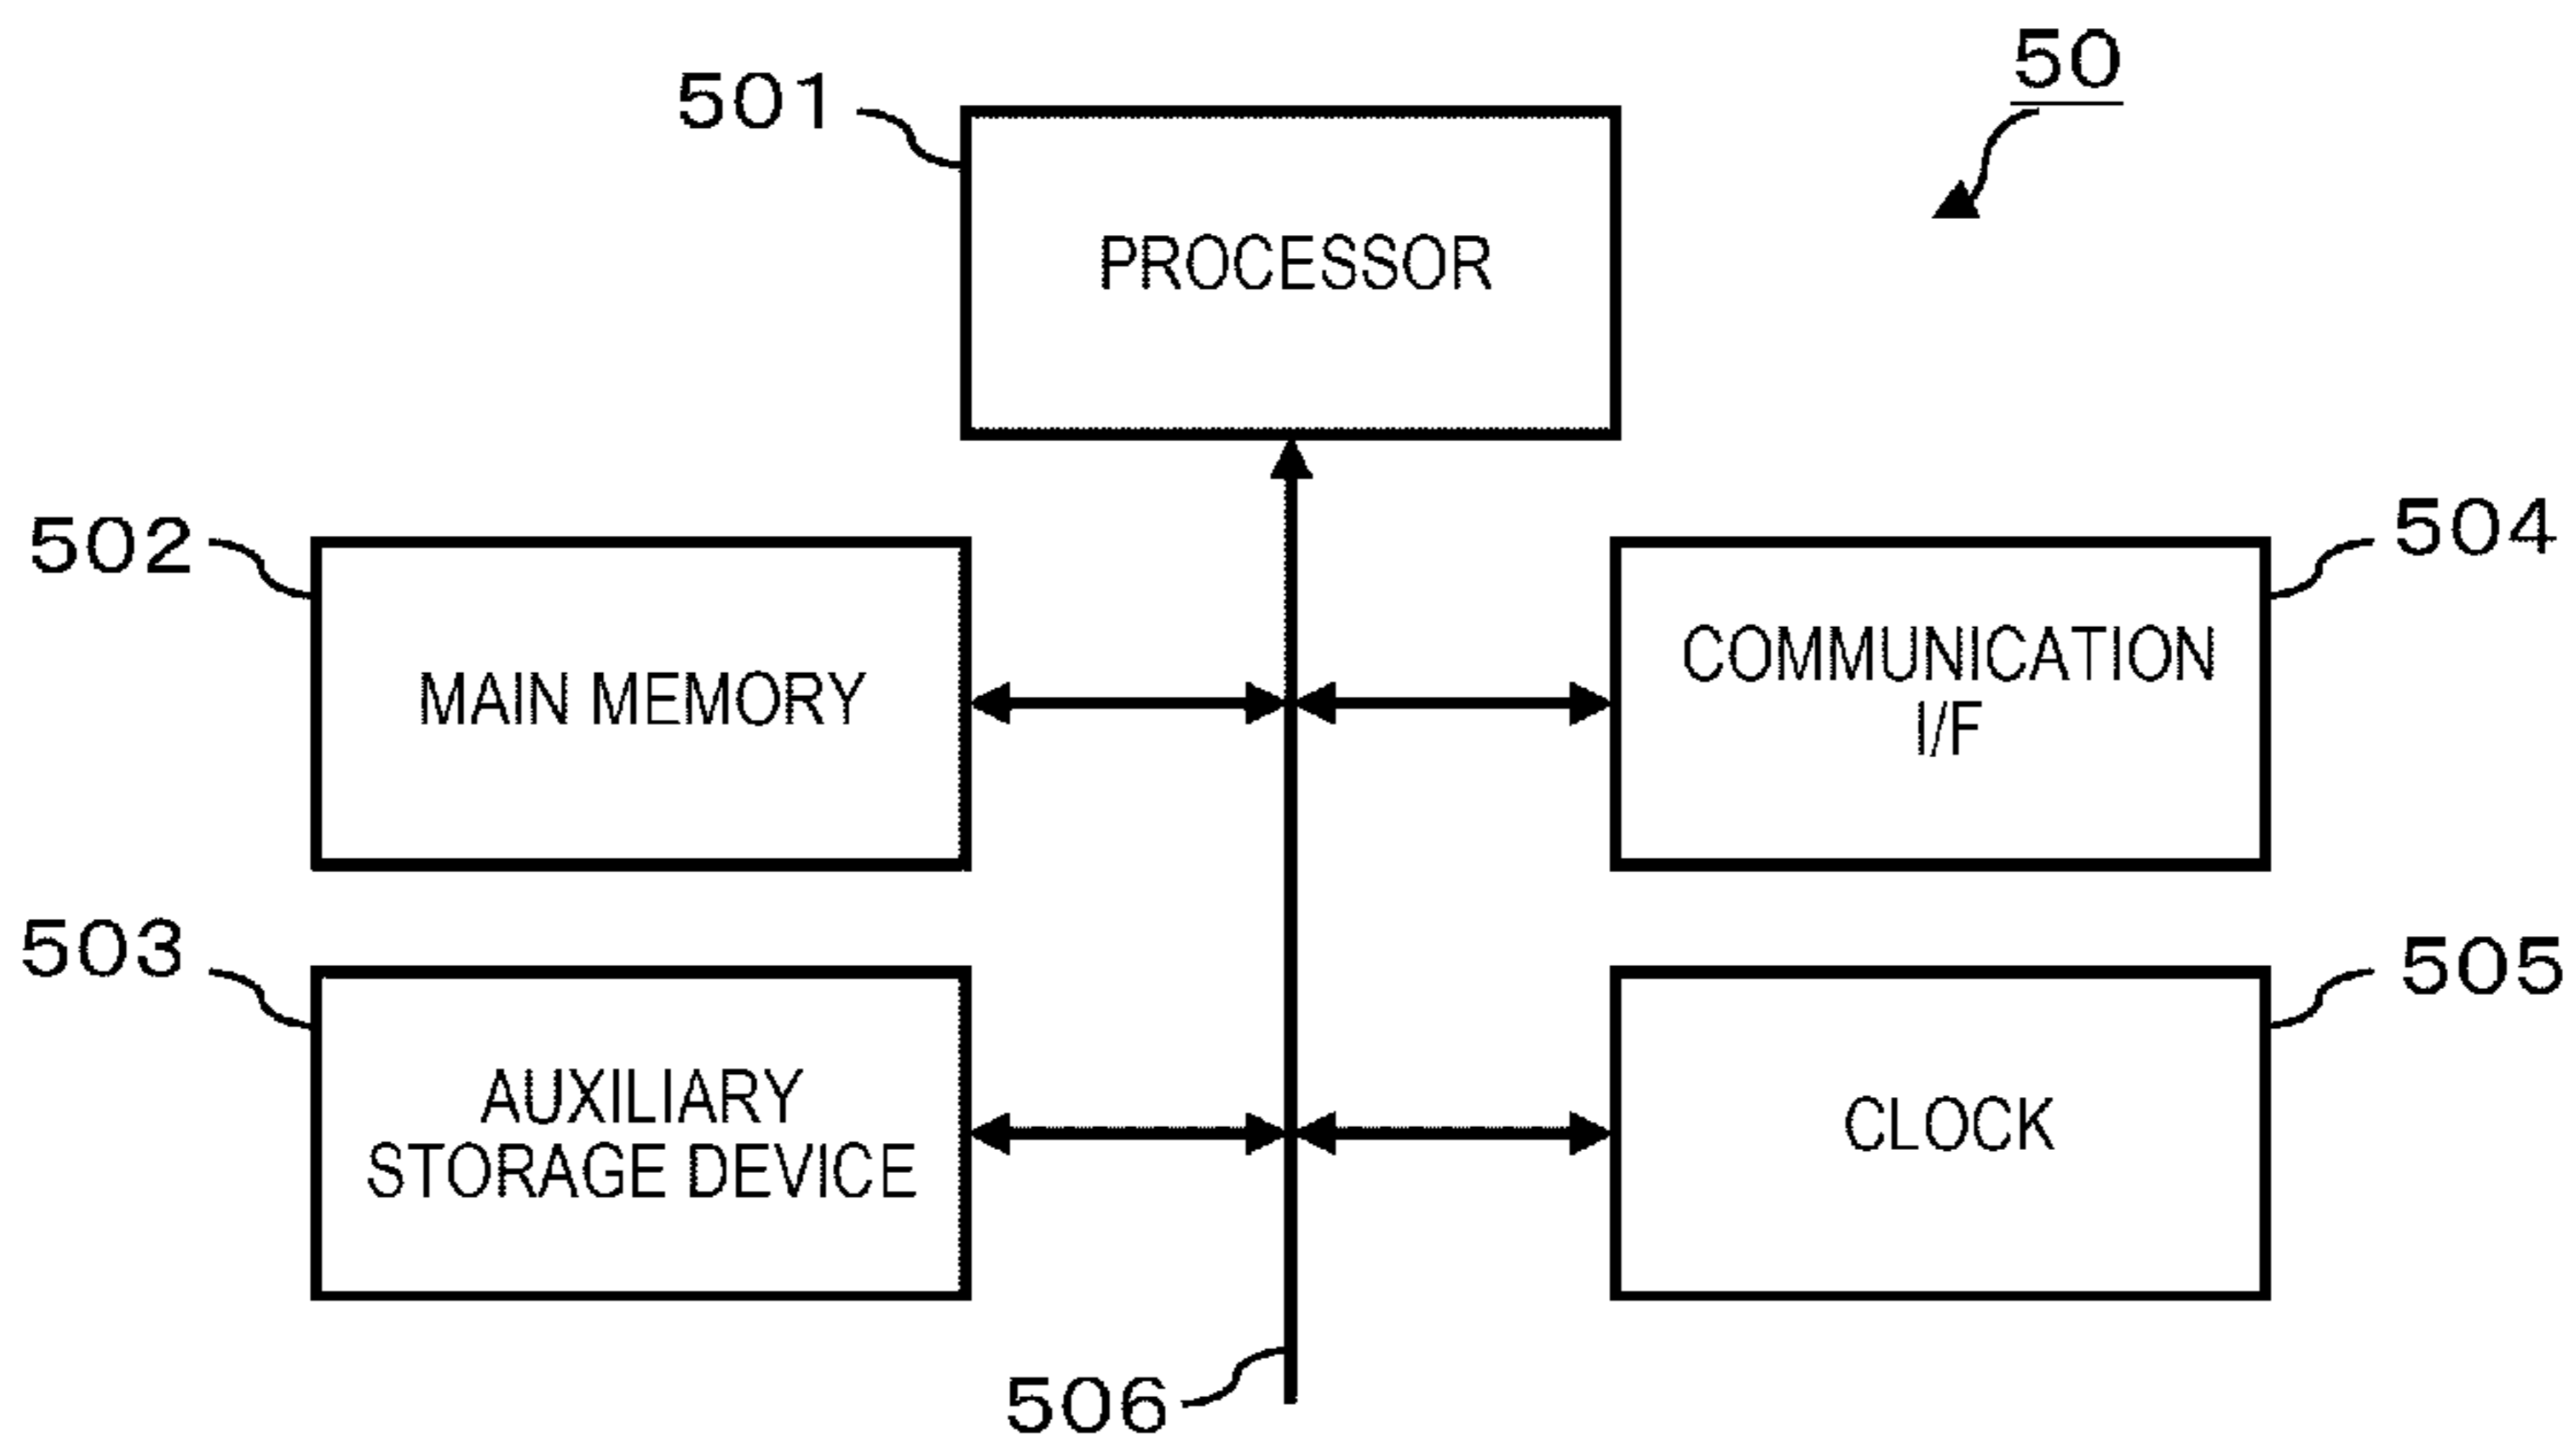 50
501
PROCESSOR
502
MAIN MEMORY
504
COMMUNICATION
I/F
503
AUXILIARY
STORAGE DEVICE
505
CLOCK
506